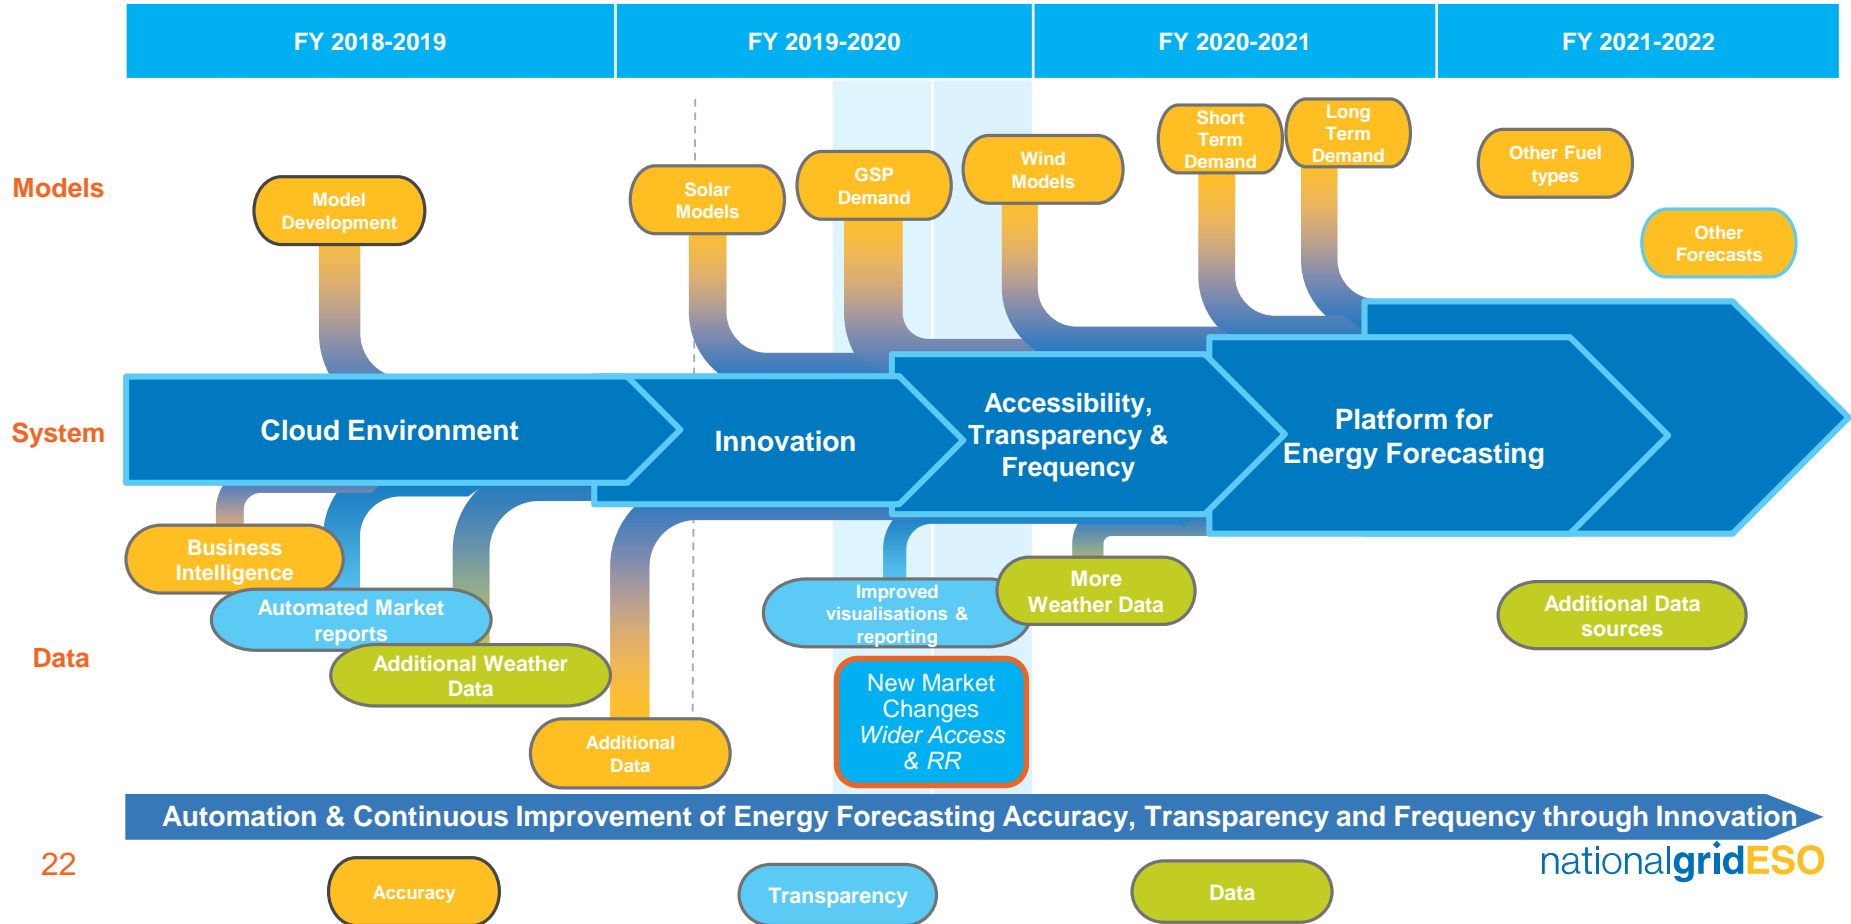 FY 2018-2019
FY 2019-2020
FY 2020-2021
FY 2021-2022
Models
Model
Development
Solar
Models
GSP
Demand
Wind
Models
Short
Term
Demand
Long
Term
Demand
Other Fuel
types
Other
Forecasts
System
Cloud Environment
Innovation
Accessibility,
Transparency &
Frequency
Platform for
Energy Forecasting
Data
Business
Intelligence
Automated Market
reports
Additional Weather
Data
Additional
Data
Improved
visualisations &
reporting
More
Weather Data
Additional Data
sources
New Market
Changes
Wider Access
& RR
Automation & Continuous Improvement of Energy Forecasting Accuracy, Transparency and Frequency through Innovation
22
Accuracy
Transparency
Data
nationalgridESO